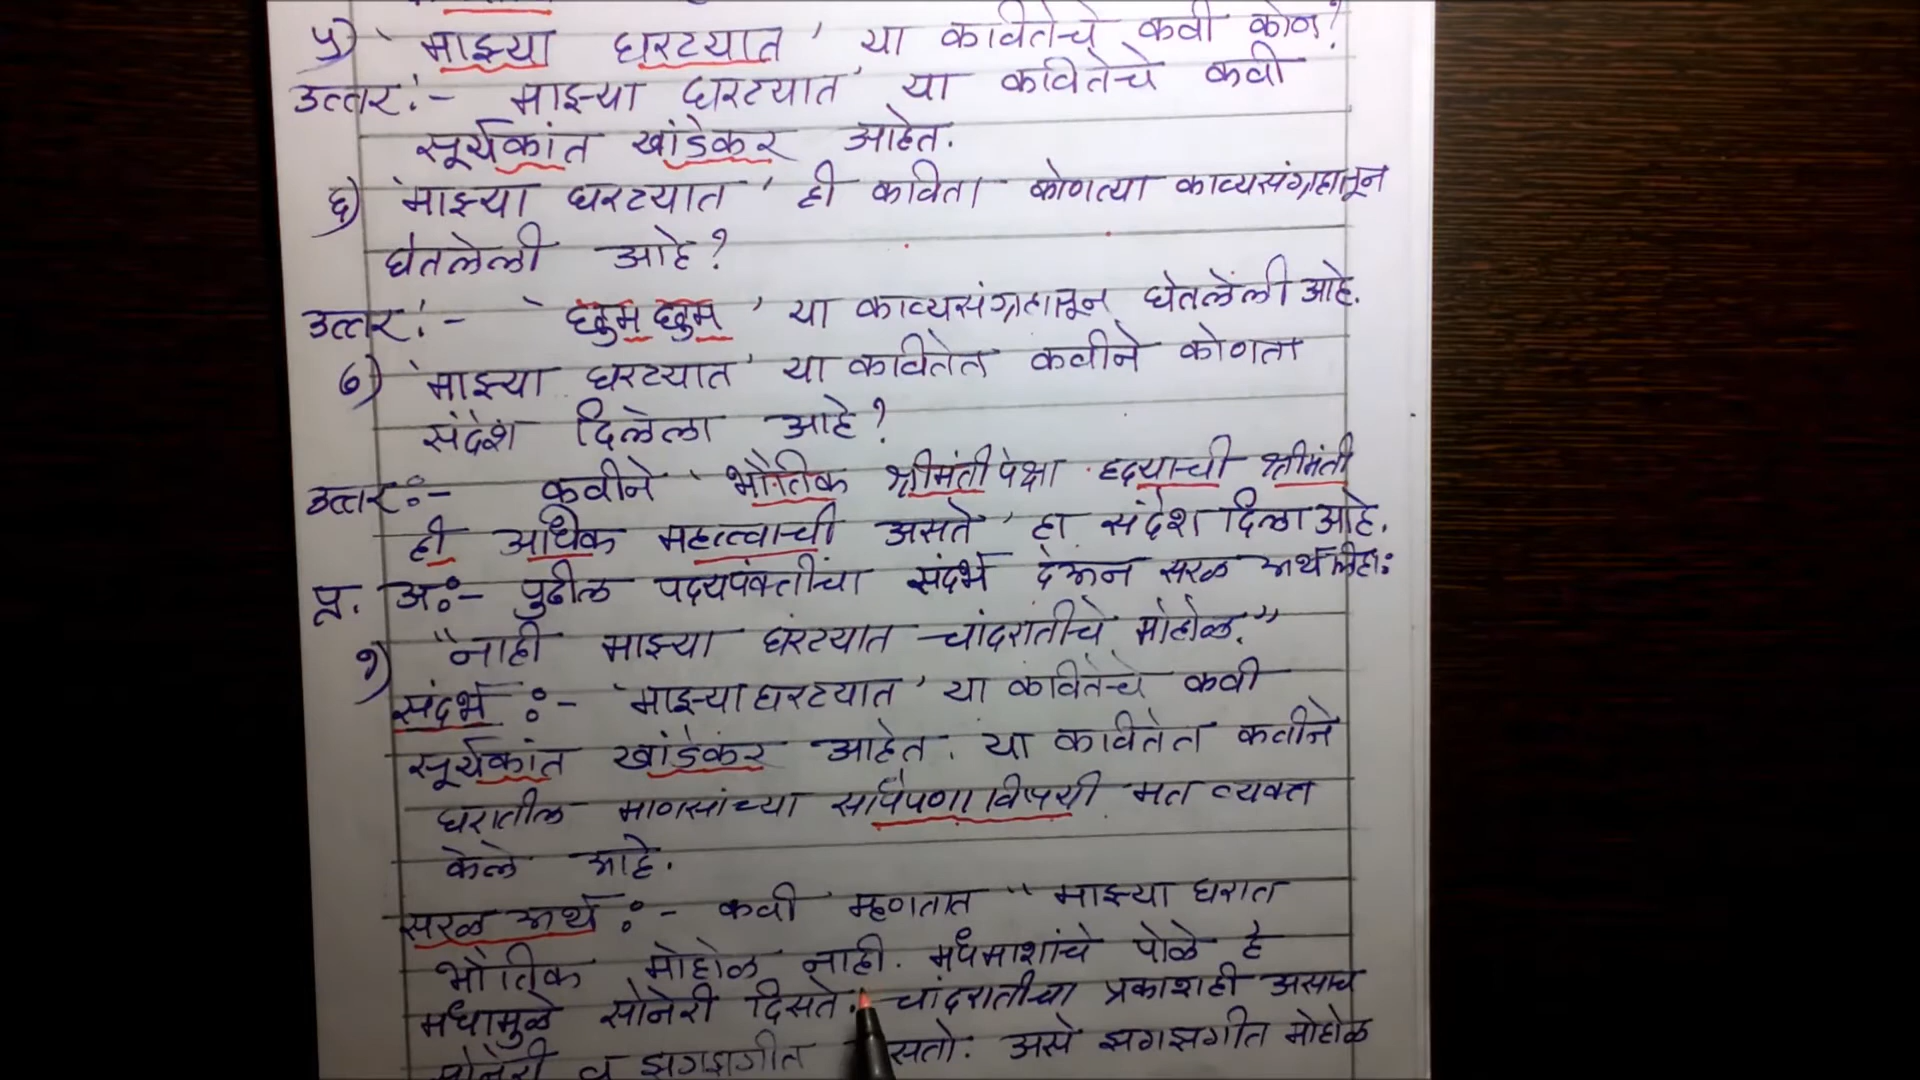 ५) 'माझ्या घरट्यात' या कवितेचे कवी कोण?
उत्तर:- माझ्या घरट्यात' या कवितेचे कवी
सूर्यकांत खांडेकर आहेत.
६) 'माझ्या घरट्यात' ही कविता कोणत्या काव्यसंग्रहातून
घेतलेली आहे?
उत्तर:- 'छुम छुम' या काव्यसंग्रहातून घेतलेली आहे.
७) 'माझ्या घरट्यात' या कवितेत कवीने कोणता
संदेश दिलेला आहे?
उत्तर:- कवीने 'भौतिक श्रीमंतीपेक्षा हृदयाची श्रीमंती
ही अधिक महत्त्वाची असते' हा संदेश दिला आहे.
प्र. अ:- पुढील पद्यपंक्तींचा संदर्भ देऊन सरळ अर्थ लिहा:
१) "नाही माझ्या घरट्यात चांदरातीचे मोहोळ."
संदर्भ :- 'माझ्या घरट्यात' या कवितेचे कवी
सूर्यकांत खांडेकर आहेत. या कवितेत कवीने
घरातील माणसांच्या साधेपणाविषयी मत व्यक्त
केले आहे.
सरळ अर्थ :- कवी म्हणतात "माझ्या घरात
भौतिक मोहोळ नाही. मधमाशांचे पोळे हे
मधामुळे सोनेरी दिसते. चांदरातीचा प्रकाशही असाच
सोनेरी व झगझगीत असतो. असे झगझगीत मोहोळ